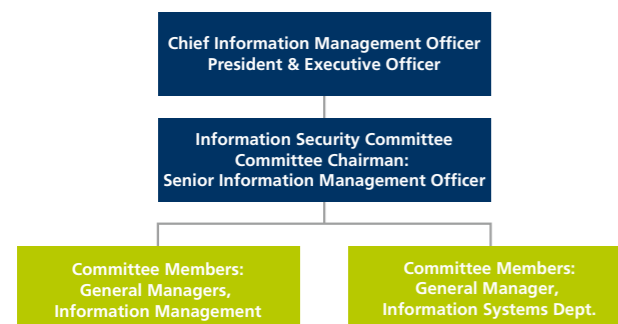 Chief Information Management Officer
President & Executive Officer
Information Security Committee
Committee Chairman:
Senior Information Management Officer
Committee Members:
General Managers,
Information Management
Committee Members:
General Manager,
Information Systems Dept.